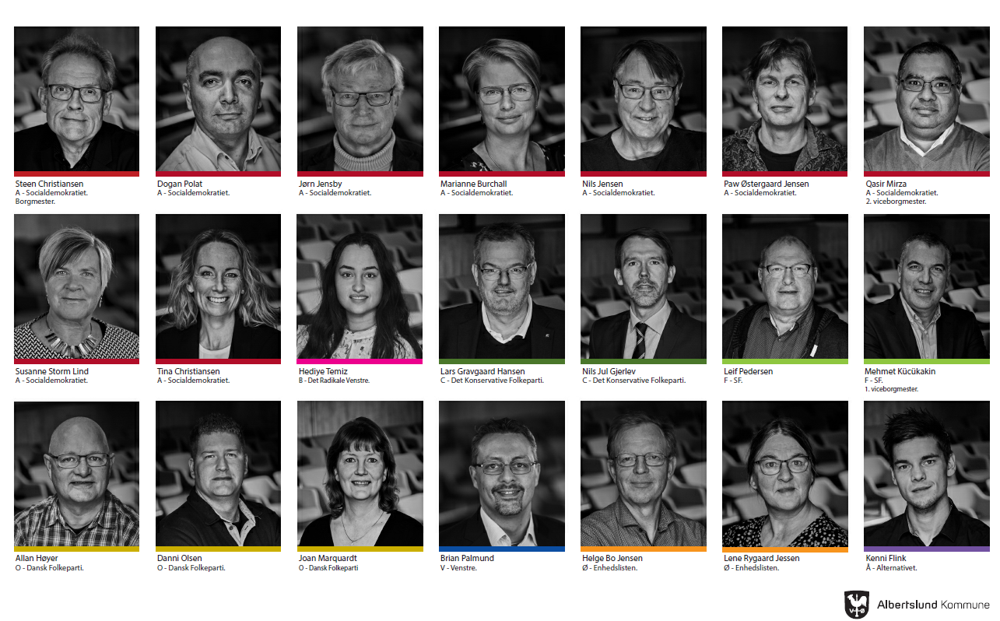 Steen Christiansen
A - Socialdemokratiet.
Borgmester.
Dogan Polat
A - Socialdemokratiet.
Jørn Jensby
A - Socialdemokratiet.
Marianne Burchall
A - Socialdemokratiet.
Nils Jensen
A - Socialdemokratiet.
Paw Østergaard Jensen
A - Socialdemokratiet.
Qasir Mirza
A - Socialdemokratiet.
2. viceborgmester.
Susanne Storm Lind
A - Socialdemokratiet.
Tina Christiansen
A - Socialdemokratiet.
Hediye Temiz
B - Det Radikale Venstre.
Lars Gravgaard Hansen
C - Det Konservative Folkeparti.
Nils Jul Gjerlev
C - Det Konservative Folkeparti.
Leif Pedersen
F - SF.
Mehmet Kücükakin
F - SF.
1. viceborgmester.
Allan Høyer
O - Dansk Folkeparti.
Danni Olsen
O - Dansk Folkeparti.
Joan Marquardt
O - Dansk Folkeparti
Brian Palmund
V - Venstre.
Helge Bo Jensen
Ø - Enhedslisten.
Lene Rygaard Jessen
Ø - Enhedslisten.
Kenni Flink
Å - Alternativet.
V Ø
Albertslund Kommune